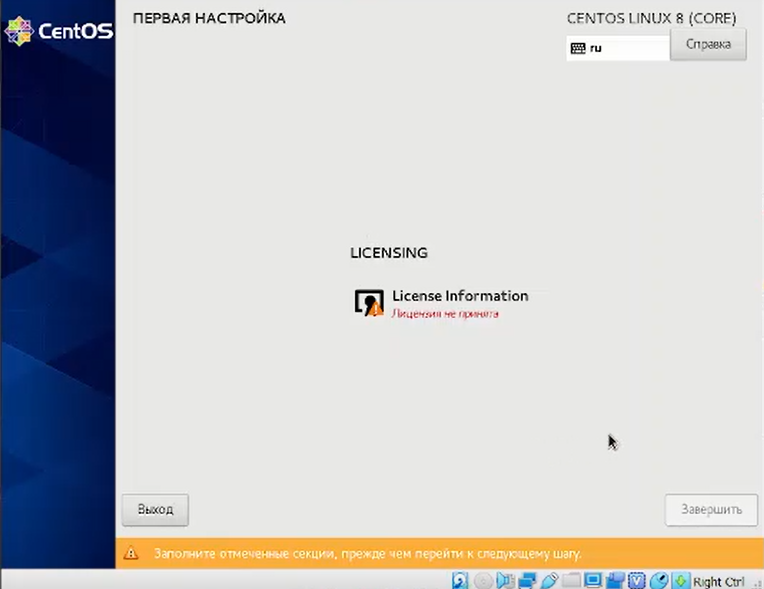 CentOS
ПЕРВАЯ НАСТРОЙКА
CENTOS LINUX 8 (CORE)
ru
Справка
LICENSING
License Information
Лицензия не принята
Выход
Завершить
Заполните отмеченные секции, прежде чем перейти к следующему шагу.
Right Ctrl